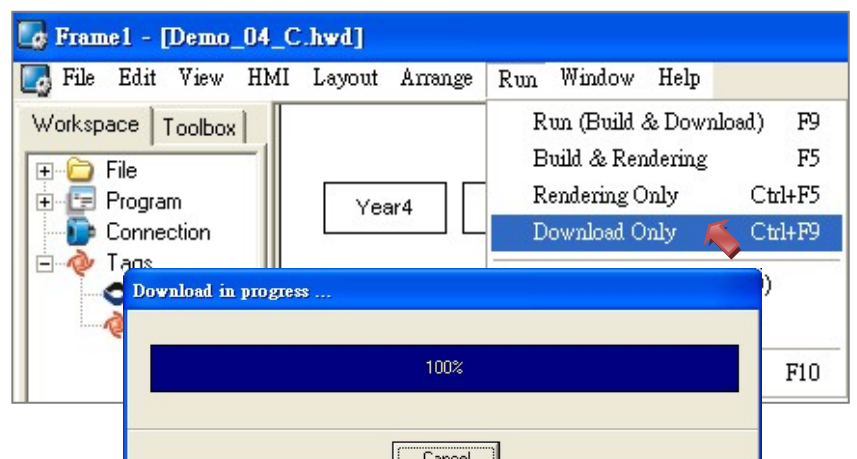 Frame1 - [Demo_04_C.hwd]
File Edit View HMI Layout Arrange Run Window Help
Workspace Toolbox
File
Program
Connection
Tags
Year4
Run (Build & Download) F9
Build & Rendering F5
Rendering Only Ctrl+F5
Download Only Ctrl+F9
)
F10
Download in progress ...
100%
Cancel